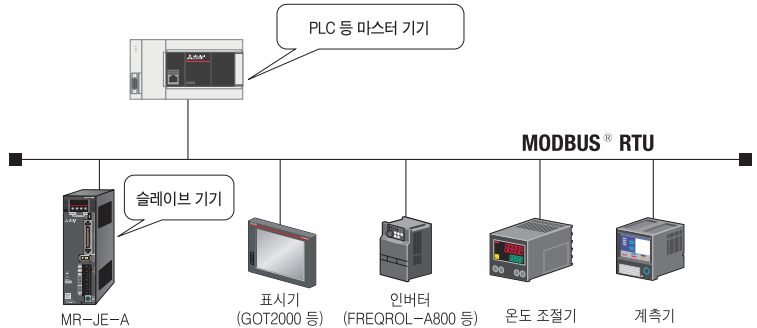 PLC 등 마스터 기기
MODBUS® RTU
슬레이브 기기
MR-JE-A
표시기
(GOT2000 등)
인버터
(FREQROL-A800 등)
온도 조절기
계측기